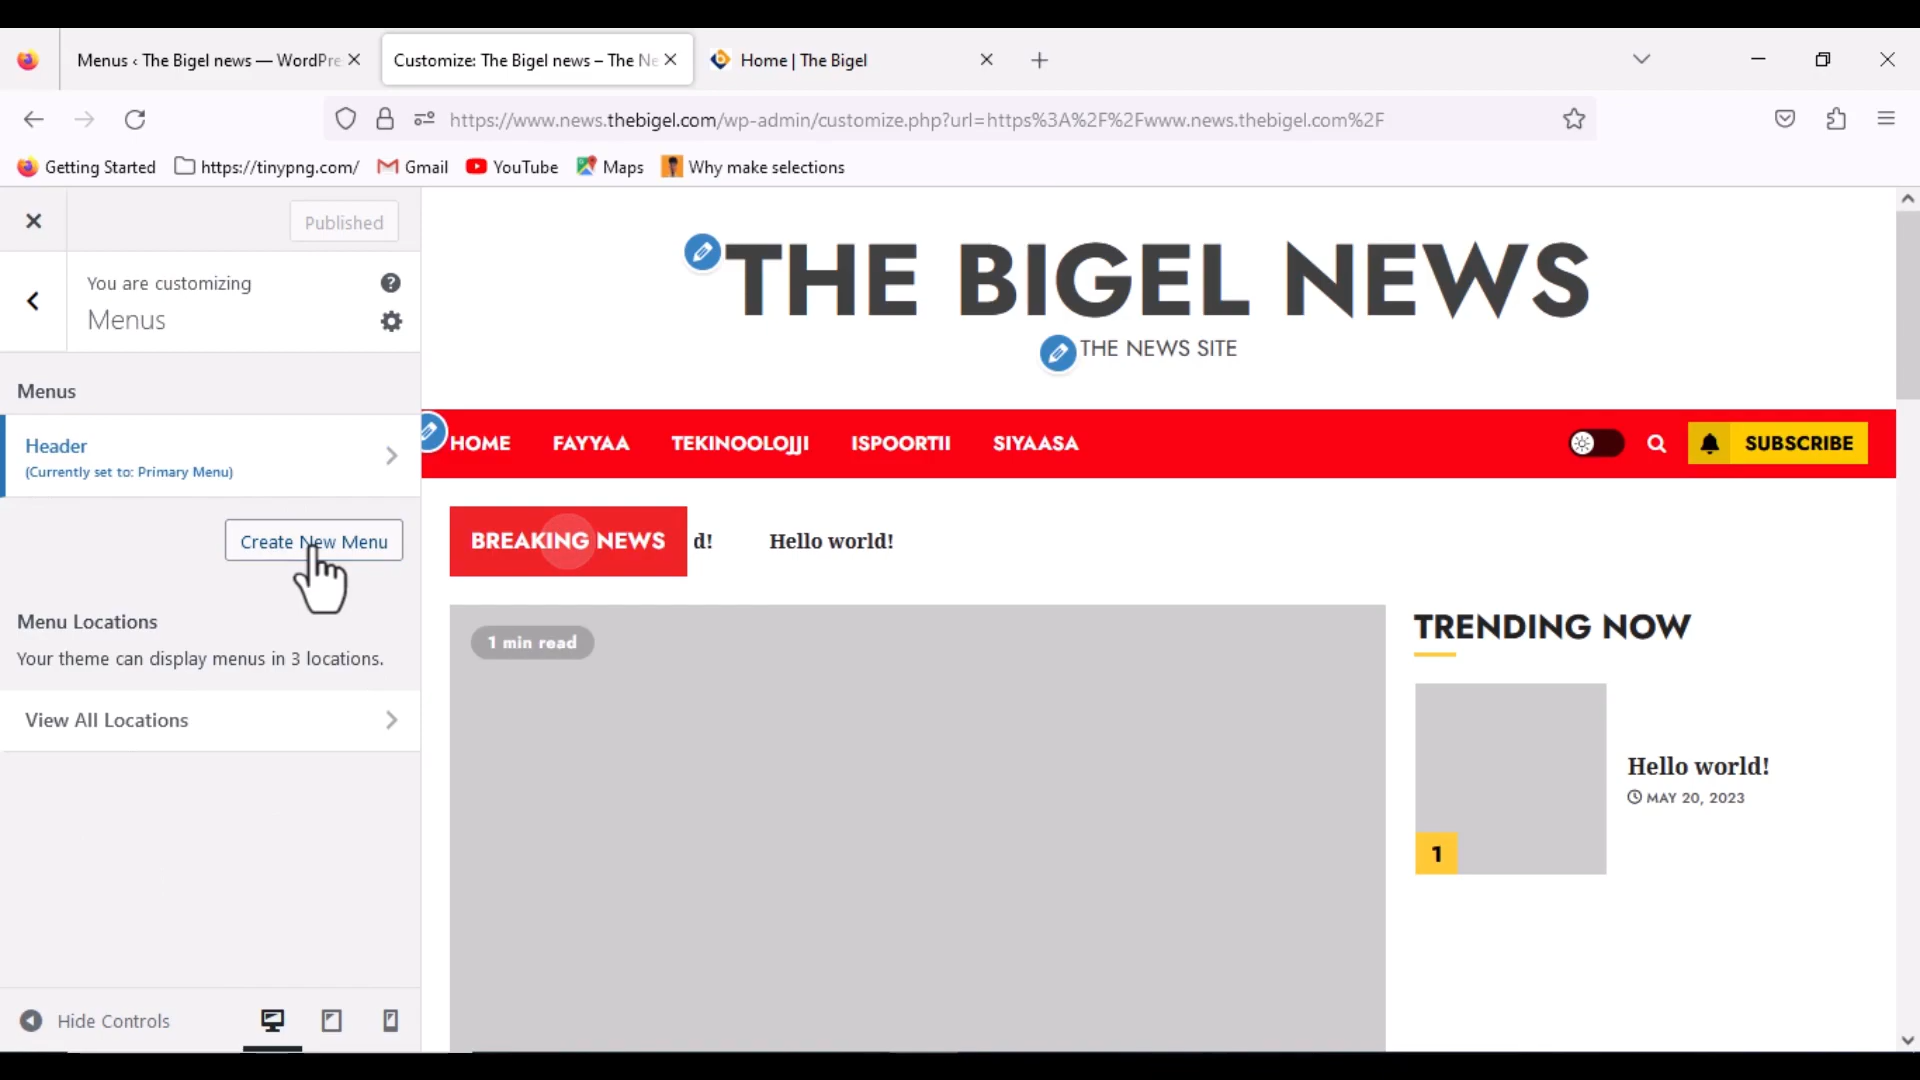 Menus ‹ The Bigel news — WordPre
Customize: The Bigel news – The Ne
Home | The Bigel
https://www.news.thebigel.com/wp-admin/customize.php?url=https%3A%2F%2Fwww.news.thebigel.com%2F
Getting Started
https://tinypng.com/
Gmail
YouTube
Maps
Why make selections
Published
You are customizing
Menus
Menus
Header
(Currently set to: Primary Menu)
Create New Menu
Menu Locations
Your theme can display menus in 3 locations.
View All Locations
Hide Controls
THE BIGEL NEWS
THE NEWS SITE
HOME FAYYAA TEKINOOLOJJI ISPOORTII SIYAASA
SUBSCRIBE
BREAKING NEWS d! Hello world!
1 min read
TRENDING NOW
Hello world!
MAY 20, 2023
1